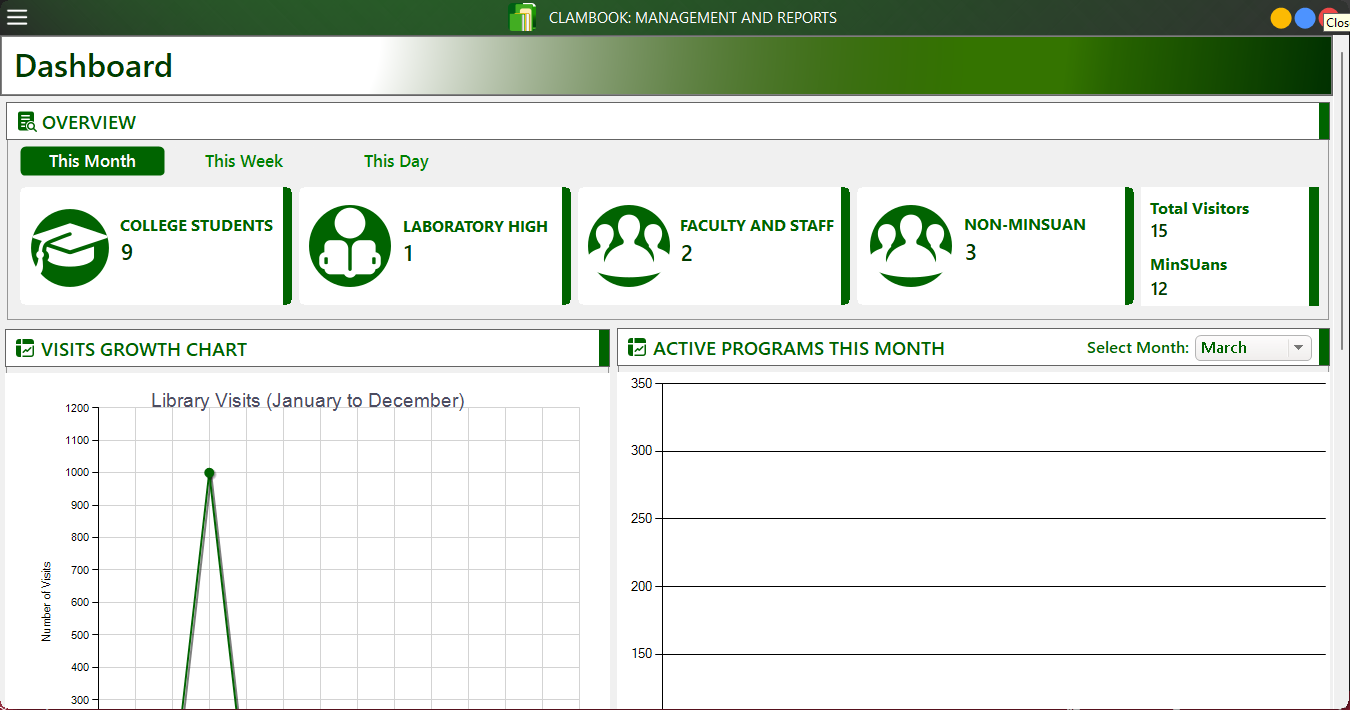 CLAMBOOK: MANAGEMENT AND REPORTS
Clos
Dashboard
OVERVIEW
This Month
This Week
This Day
COLLEGE STUDENTS
9
LABORATORY HIGH
1
FACULTY AND STAFF
2
NON-MINSUAN
3
Total Visitors
15
MinSUans
12
VISITS GROWTH CHART
Library Visits (January to December)
Number of Visits
1200
1100
1000
900
800
700
600
500
400
300
ACTIVE PROGRAMS THIS MONTH
Select Month:
March
350
300
250
200
150